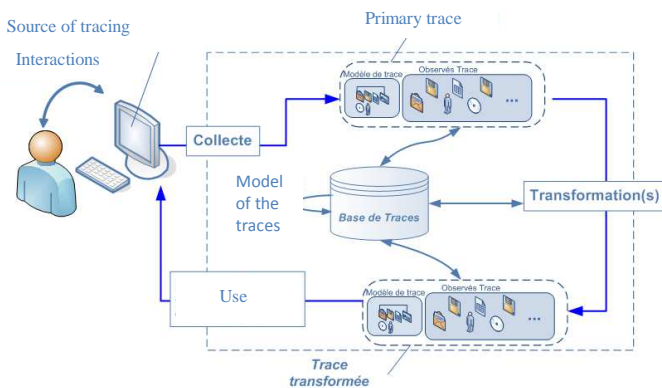 Source of tracing
Interactions
Primary trace
Modèle de trace
Observés Trace
...
Collecte
Model
of the
traces
Base de Traces
Transformation(s)
Use
Modèle de trace
Observés Trace
...
Trace
transformée